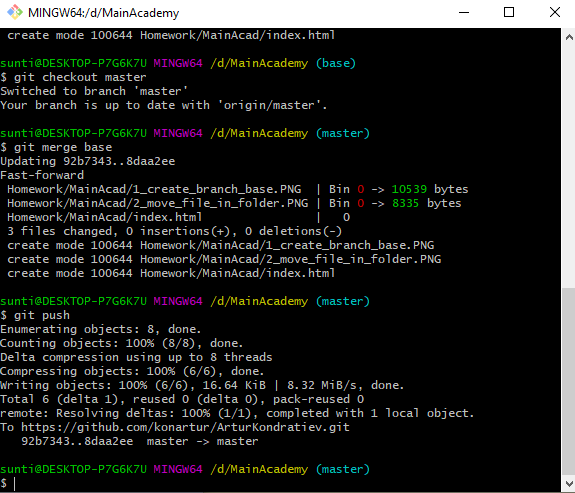 MINGW64:/d/MainAcademy
create mode 100644 Homework/MainAcad/index.html
sunti@DESKTOP-P7G6K7U MINGW64 /d/MainAcademy (base)
$ git checkout master
Switched to branch 'master'
Your branch is up to date with 'origin/master'.
sunti@DESKTOP-P7G6K7U MINGW64 /d/MainAcademy (master)
$ git merge base
Updating 92b7343..8daa2ee
Fast-forward
Homework/MainAcad/1_create_branch_base.PNG | Bin 0 -> 10539 bytes
Homework/MainAcad/2_move_file_in_folder.PNG | Bin 0 -> 8335 bytes
Homework/MainAcad/index.html | 0
3 files changed, 0 insertions(+), 0 deletions(-)
create mode 100644 Homework/MainAcad/1_create_branch_base.PNG
create mode 100644 Homework/MainAcad/2_move_file_in_folder.PNG
create mode 100644 Homework/MainAcad/index.html
sunti@DESKTOP-P7G6K7U MINGW64 /d/MainAcademy (master)
$ git push
Enumerating objects: 8, done.
Counting objects: 100% (8/8), done.
Delta compression using up to 8 threads
Compressing objects: 100% (6/6), done.
Writing objects: 100% (6/6), 16.64 KiB | 8.32 MiB/s, done.
Total 6 (delta 1), reused 0 (delta 0), pack-reused 0
remote: Resolving deltas: 100% (1/1), completed with 1 local object.
To https://github.com/konartur/ArturKondratiev.git
92b7343..8daa2ee master -> master
sunti@DESKTOP-P7G6K7U MINGW64 /d/MainAcademy (master)
$